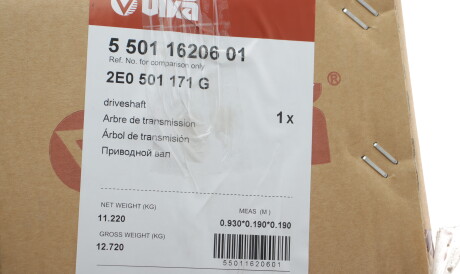 Vika
5 501 16206 01
Ref. No. for comparison only
2E0 501 171 G
driveshaft
Arbre de transmission
Árbol de transmisión
Приводной вал
1 x
®
NET WEIGHT (KG)
11.220
MEAS (M)
0.930*0.190*0.190
GROSS WEIGHT (KG)
12.720
55011620601